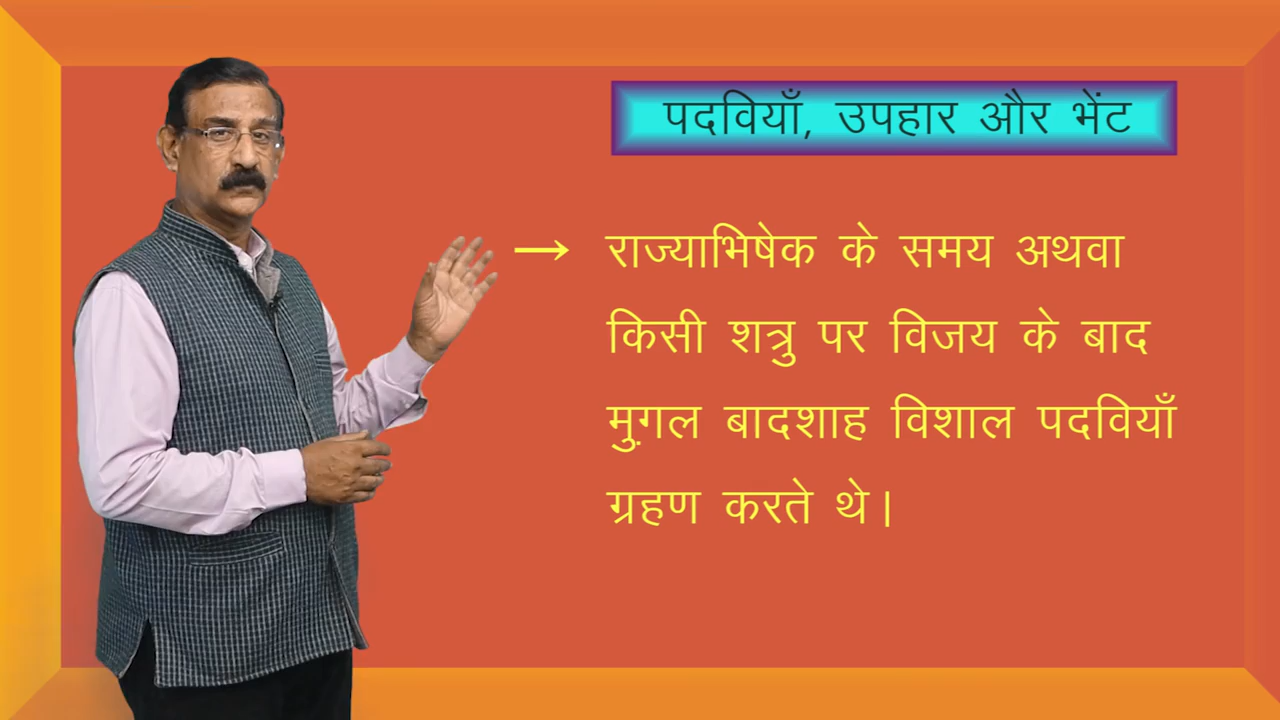 पदवियाँ, उपहार और भेंट
→ राज्याभिषेक के समय अथवा
किसी शत्रु पर विजय के बाद
मुग़ल बादशाह विशाल पदवियाँ
ग्रहण करते थे।